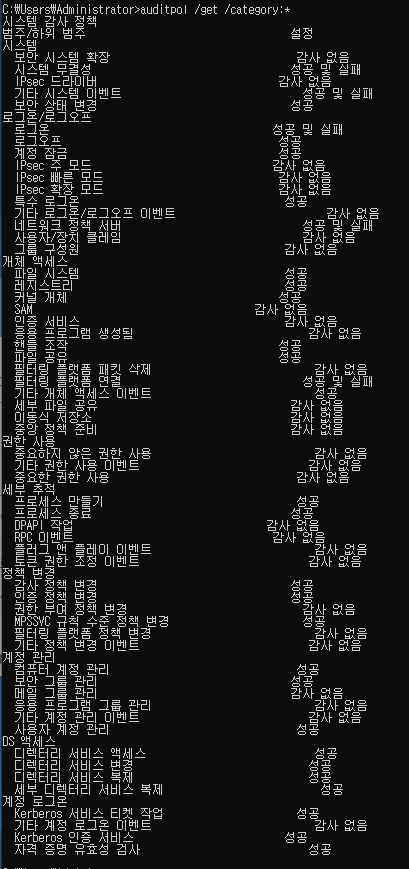 C:₩Users₩Administrator>auditpol /get /category:*
시스템 감사 정책
범주/하위 범주 설정
시스템
보안 시스템 확장 감사 없음
시스템 무결성 성공 및 실패
IPsec 드라이버 감사 없음
기타 시스템 이벤트 성공 및 실패
보안 상태 변경 성공
로그온/로그오프
로그온 성공 및 실패
로그오프 성공
계정 잠금 성공
IPsec 주 모드 감사 없음
IPsec 빠른 모드 감사 없음
IPsec 확장 모드 감사 없음
특수 로그온 성공
기타 로그온/로그오프 이벤트 감사 없음
네트워크 정책 서버 성공 및 실패
사용자/장치 클레임 감사 없음
그룹 구성원 감사 없음
개체 액세스
파일 시스템 성공
레지스트리 성공
커널 개체 성공
SAM 감사 없음
인증 서비스 감사 없음
응용 프로그램 생성됨 감사 없음
핸들 조작 성공
파일 공유 성공
필터링 플랫폼 패킷 삭제 감사 없음
필터링 플랫폼 연결 성공 및 실패
기타 개체 액세스 이벤트 성공
세부 파일 공유 감사 없음
이동식 저장소 감사 없음
중앙 정책 준비 감사 없음
권한 사용
중요하지 않은 권한 사용 감사 없음
기타 권한 사용 이벤트 감사 없음
중요한 권한 사용 감사 없음
세부 추적
프로세스 만들기 성공
프로세스 종료 성공
DPAPI 작업 감사 없음
RPC 이벤트 감사 없음
플러그 앤 플레이 이벤트 감사 없음
토큰 권한 조정 이벤트 감사 없음
정책 변경
감사 정책 변경 성공
인증 정책 변경 성공
권한 부여 정책 변경 감사 없음
MPSSVC 규칙 수준 정책 변경 성공
필터링 플랫폼 정책 변경 감사 없음
기타 정책 변경 이벤트 감사 없음
계정 관리
컴퓨터 계정 관리 성공
보안 그룹 관리 성공
메일 그룹 관리 감사 없음
응용 프로그램 그룹 관리 감사 없음
기타 계정 관리 이벤트 감사 없음
사용자 계정 관리 성공
DS 액세스
디렉터리 서비스 액세스 성공
디렉터리 서비스 변경 성공
디렉터리 서비스 복제 성공
세부 디렉터리 서비스 복제 성공
계정 로그온
Kerberos 서비스 티켓 작업 성공
기타 계정 로그온 이벤트 감사 없음
Kerberos 인증 서비스 성공
자격 증명 유효성 검사 성공